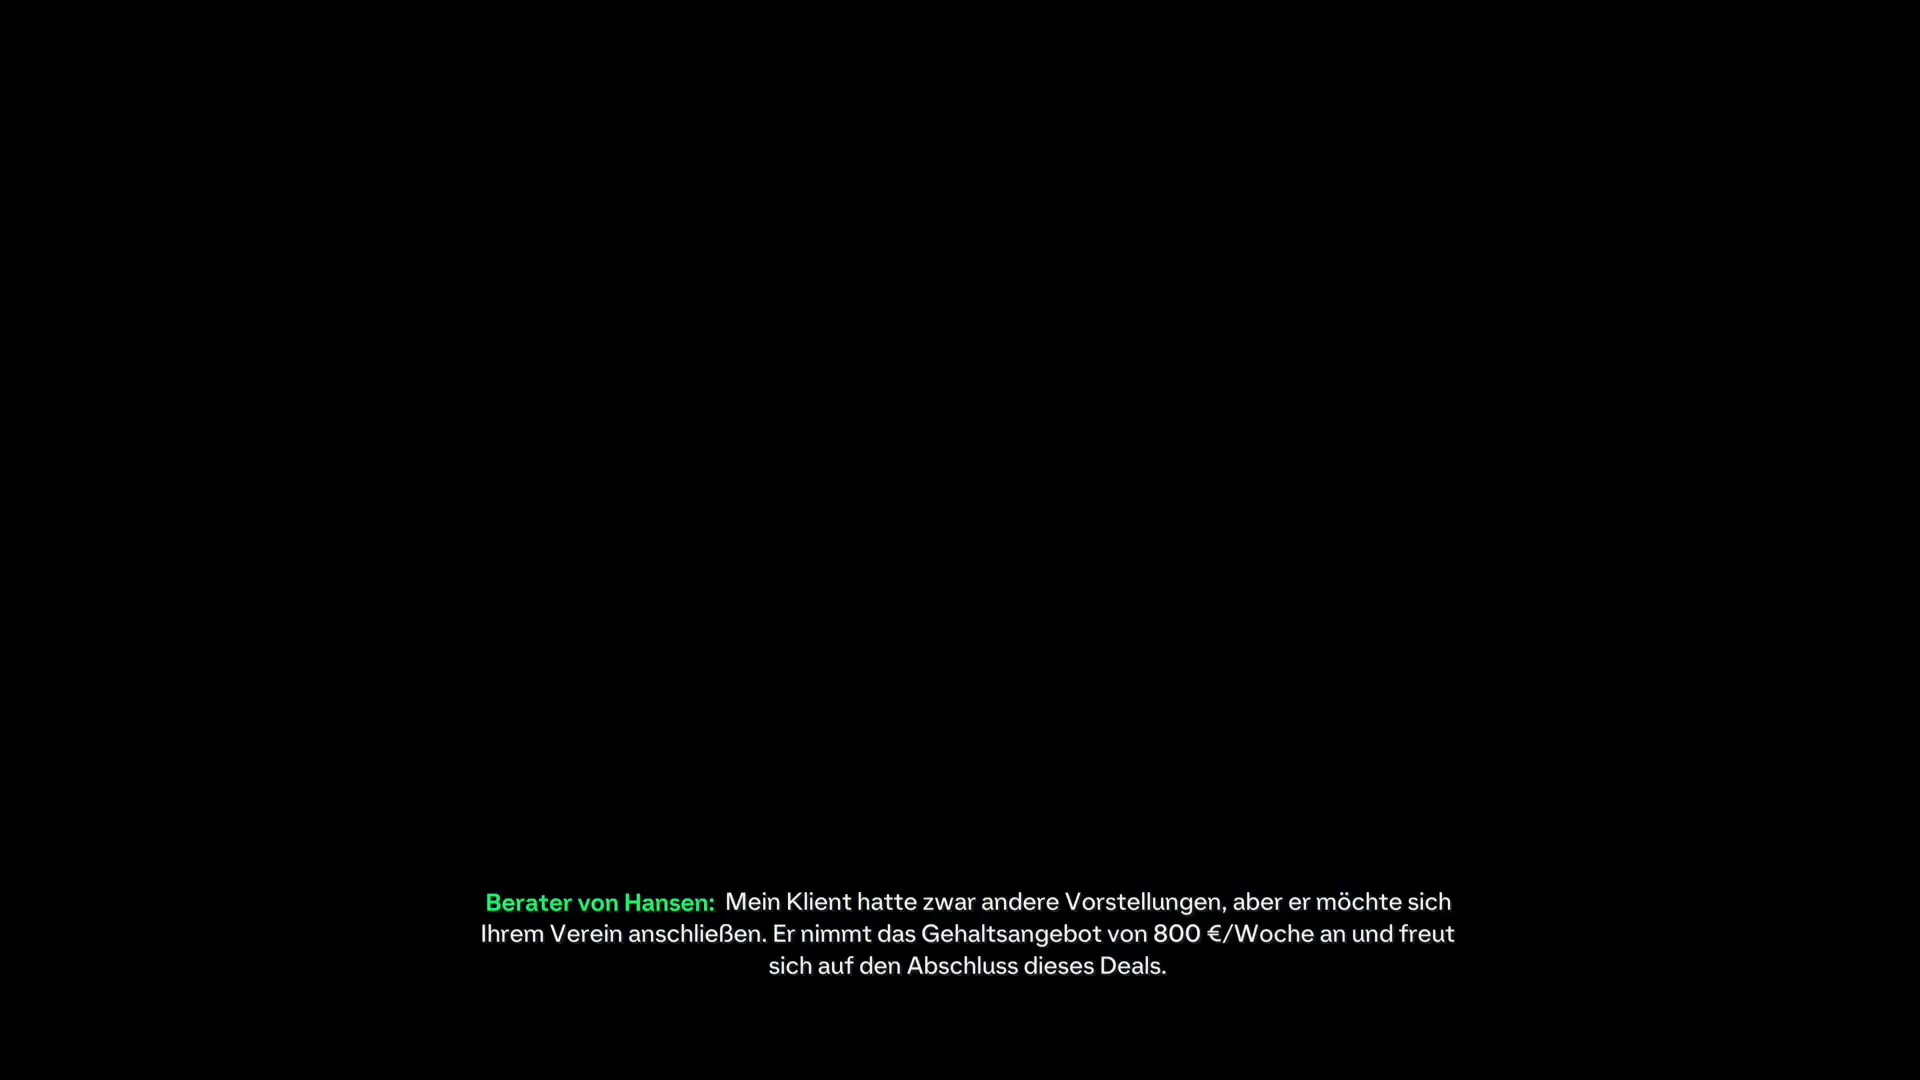 Berater von Hansen: Mein Klient hatte zwar andere Vorstellungen, aber er möchte sich
Ihrem Verein anschließen. Er nimmt das Gehaltsangebot von 800 €/Woche an und freut
sich auf den Abschluss dieses Deals.